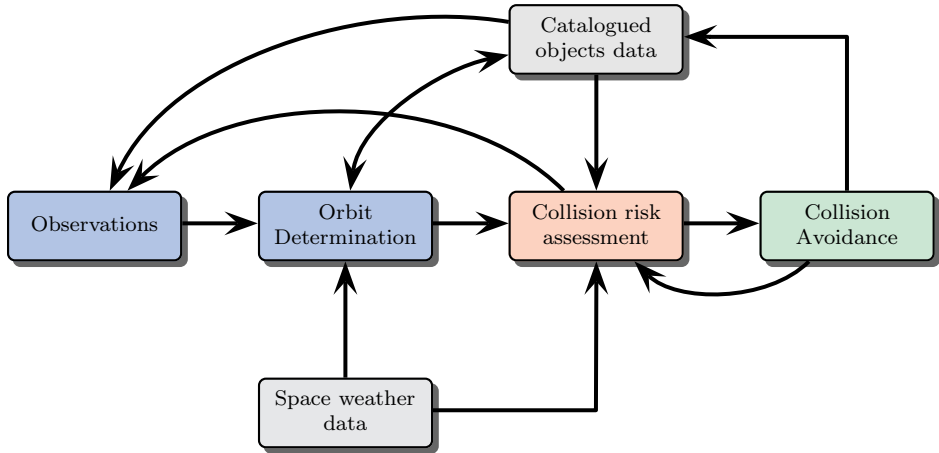 Catalogued
objects data
Observations
Orbit
Determination
Collision risk
assessment
Collision
Avoidance
Space weather
data